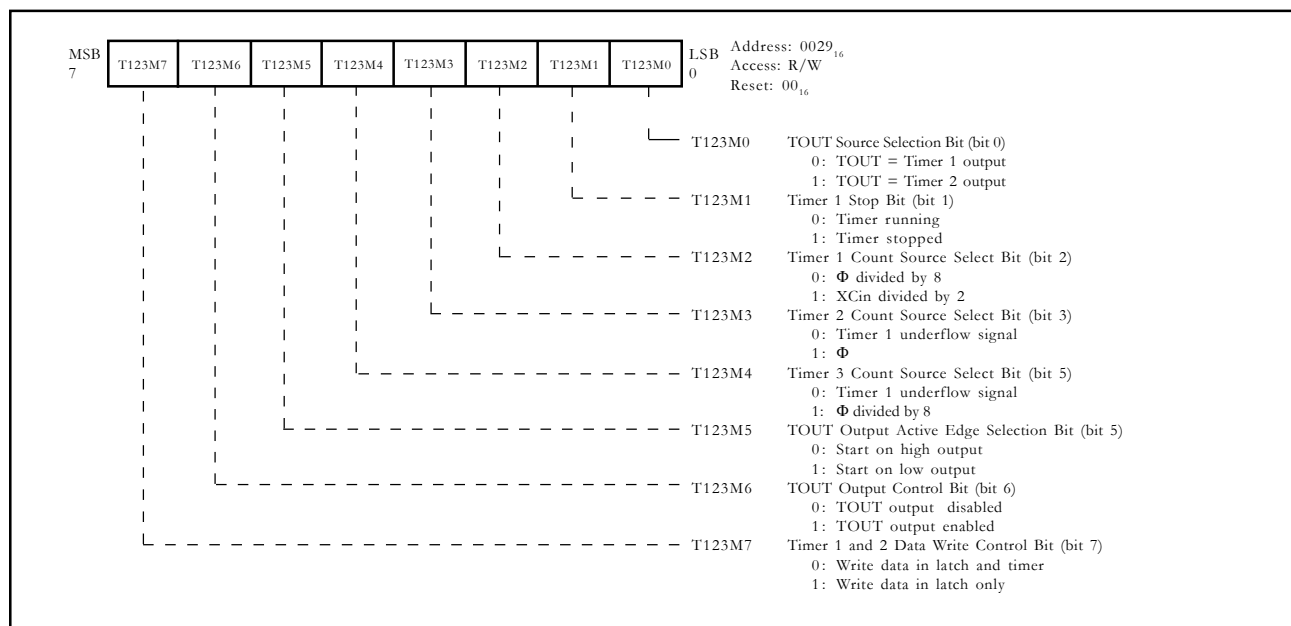 MSB
7
T123M7 T123M6 T123M5 T123M4 T123M3 T123M2 T123M1 T123M0
LSB
0
Address: 0029₁₆
Access: R/W
Reset: 00₁₆
T123M0 TOUT Source Selection Bit (bit 0)
0: TOUT = Timer 1 output
1: TOUT = Timer 2 output
T123M1 Timer 1 Stop Bit (bit 1)
0: Timer running
1: Timer stopped
T123M2 Timer 1 Count Source Select Bit (bit 2)
0: Φ divided by 8
1: XCin divided by 2
T123M3 Timer 2 Count Source Select Bit (bit 3)
0: Timer 1 underflow signal
1: Φ
T123M4 Timer 3 Count Source Select Bit (bit 5)
0: Timer 1 underflow signal
1: Φ divided by 8
T123M5 TOUT Output Active Edge Selection Bit (bit 5)
0: Start on high output
1: Start on low output
T123M6 TOUT Output Control Bit (bit 6)
0: TOUT output disabled
1: TOUT output enabled
T123M7 Timer 1 and 2 Data Write Control Bit (bit 7)
0: Write data in latch and timer
1: Write data in latch only